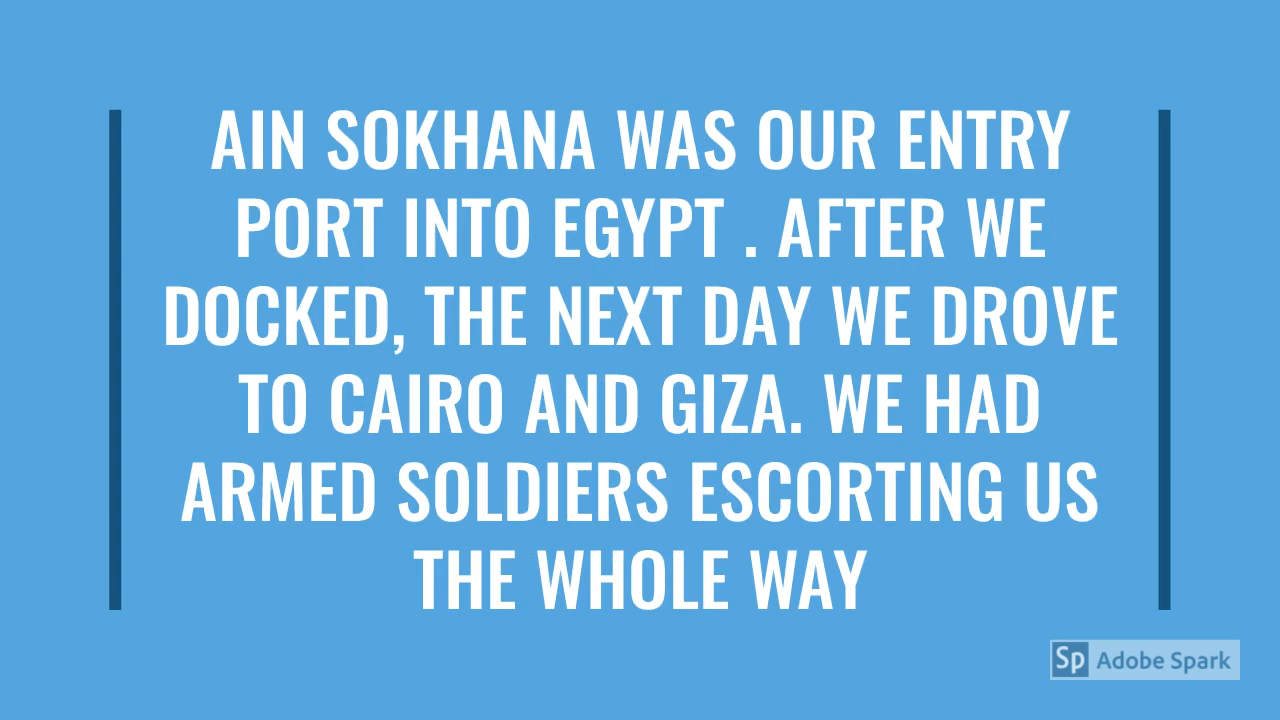 AIN SOKHANA WAS OUR ENTRY
PORT INTO EGYPT . AFTER WE
DOCKED, THE NEXT DAY WE DROVE
TO CAIRO AND GIZA. WE HAD
ARMED SOLDIERS ESCORTING US
THE WHOLE WAY
Sp Adobe Spark